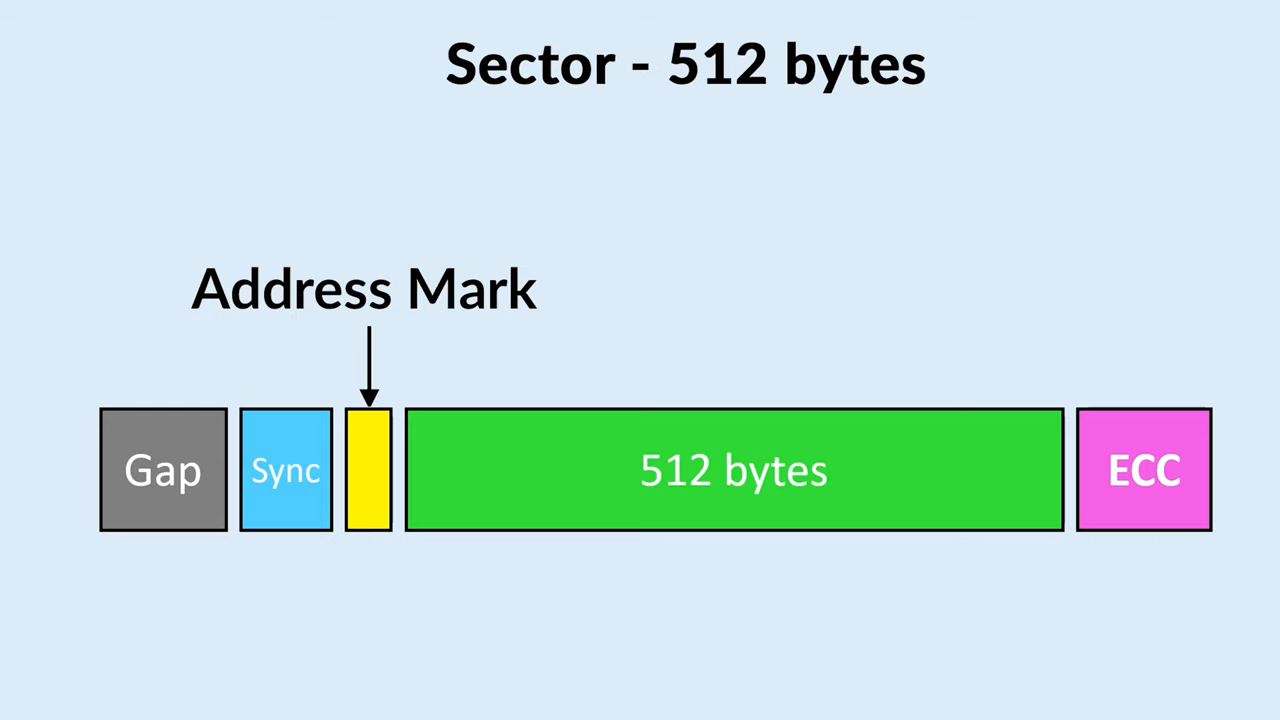 Sector - 512 bytes
Address Mark
Gap
Sync
512 bytes
ECC